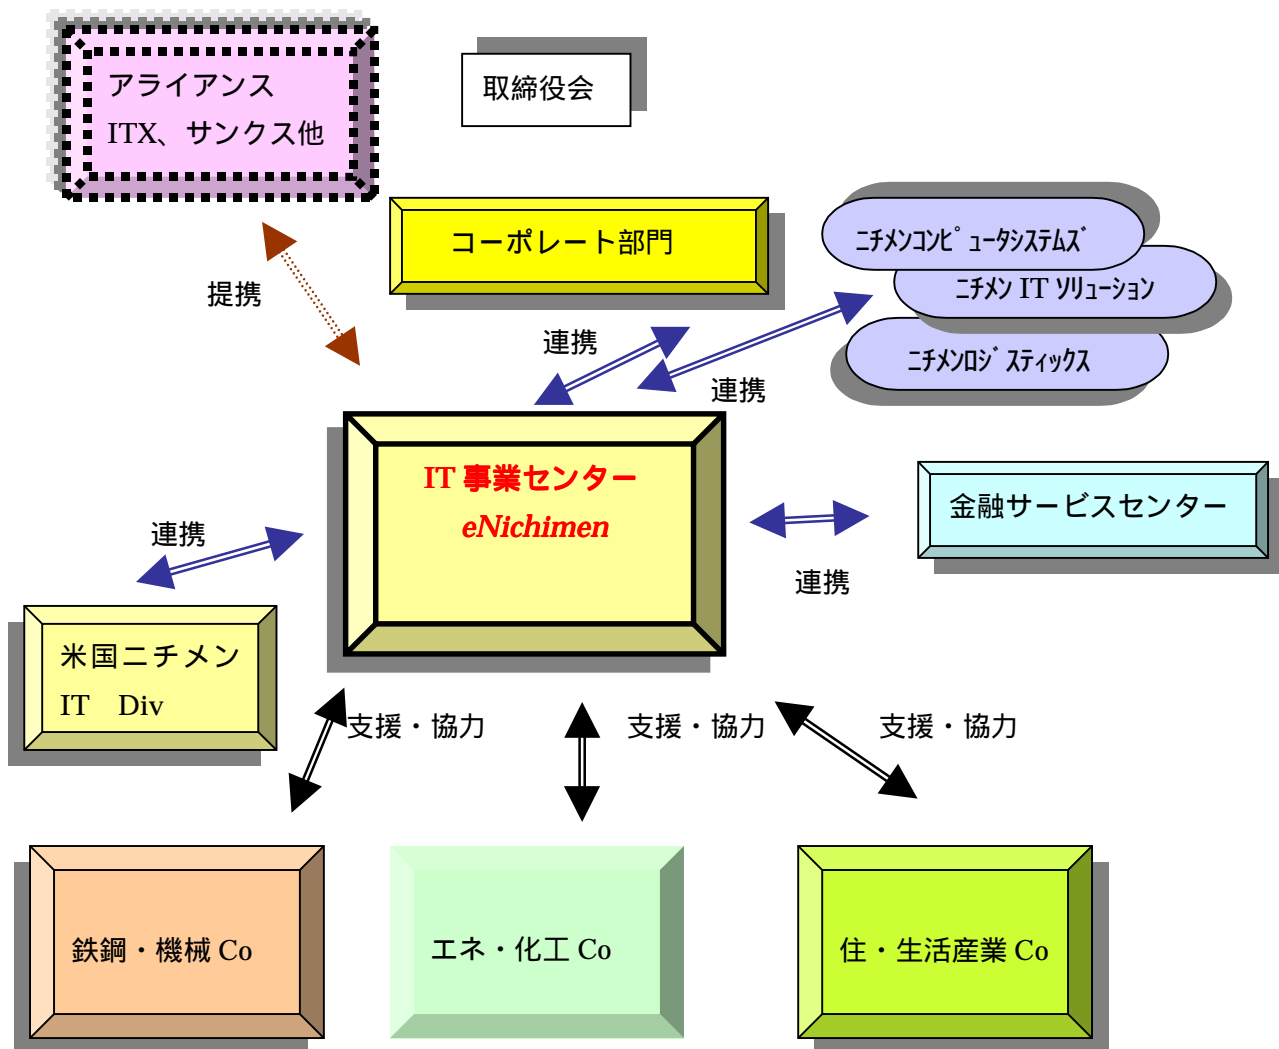 アライアンス
ITX、サンクス他
取締役会
コーポレート部門
ﾆﾁﾒﾝｺﾝﾋﾟｭｰﾀｼｽﾃﾑｽﾞ
ﾆﾁﾒﾝ IT ｿﾘｭｰｼｮﾝ
ﾆﾁﾒﾝﾛｼﾞｽﾃｨｯｸｽ
提携
連携
連携
IT 事業センター
eNichimen
金融サービスセンター
連携
連携
米国ニチメン
IT　Div
支援・協力
支援・協力
支援・協力
鉄鋼・機械 Co
エネ・化工 Co
住・生活産業 Co